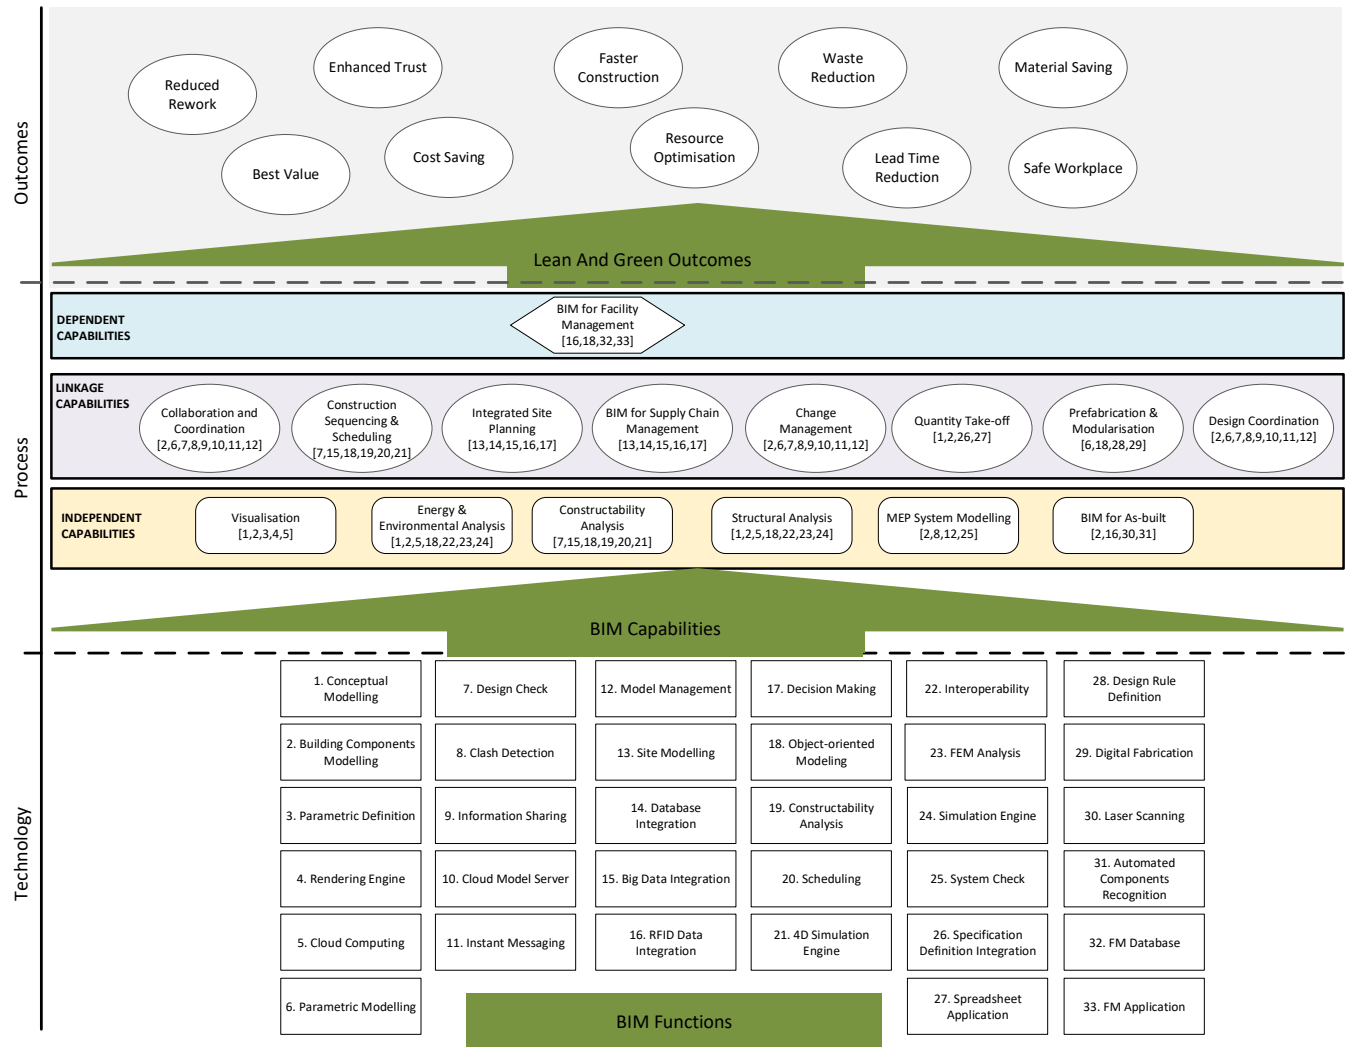 Outcomes
Reduced
Rework
Enhanced Trust
Faster
Construction
Waste
Reduction
Material Saving
Best Value
Cost Saving
Resource
Optimisation
Lead Time
Reduction
Safe Workplace
Lean And Green Outcomes
Process
DEPENDENT
CAPABILITIES
BIM for Facility
Management
[16,18,32,33]
LINKAGE
CAPABILITIES
Collaboration and
Coordination
[2,6,7,8,9,10,11,12]
Construction
Sequencing &
Scheduling
[7,15,18,19,20,21]
Integrated Site
Planning
[13,14,15,16,17]
BIM for Supply Chain
Management
[13,14,15,16,17]
Change
Management
[2,6,7,8,9,10,11,12]
Quantity Take-off
[1,2,26,27]
Prefabrication &
Modularisation
[6,18,28,29]
Design Coordination
[2,6,7,8,9,10,11,12]
INDEPENDENT
CAPABILITIES
Visualisation
[1,2,3,4,5]
Energy &
Environmental Analysis
[1,2,5,18,22,23,24]
Constructability
Analysis
[7,15,18,19,20,21]
Structural Analysis
[1,2,5,18,22,23,24]
MEP System Modelling
[2,8,12,25]
BIM for As-built
[2,16,30,31]
BIM Capabilities
Technology
1. Conceptual
Modelling
7. Design Check
12. Model Management
17. Decision Making
22. Interoperability
28. Design Rule
Definition
2. Building Components
Modelling
8. Clash Detection
13. Site Modelling
18. Object-oriented
Modeling
23. FEM Analysis
29. Digital Fabrication
3. Parametric Definition
9. Information Sharing
14. Database
Integration
19. Constructability
Analysis
24. Simulation Engine
30. Laser Scanning
4. Rendering Engine
10. Cloud Model Server
15. Big Data Integration
20. Scheduling
25. System Check
31. Automated
Components
Recognition
5. Cloud Computing
11. Instant Messaging
16. RFID Data
Integration
21. 4D Simulation
Engine
26. Specification
Definition Integration
32. FM Database
6. Parametric Modelling
27. Spreadsheet
Application
33. FM Application
BIM Functions